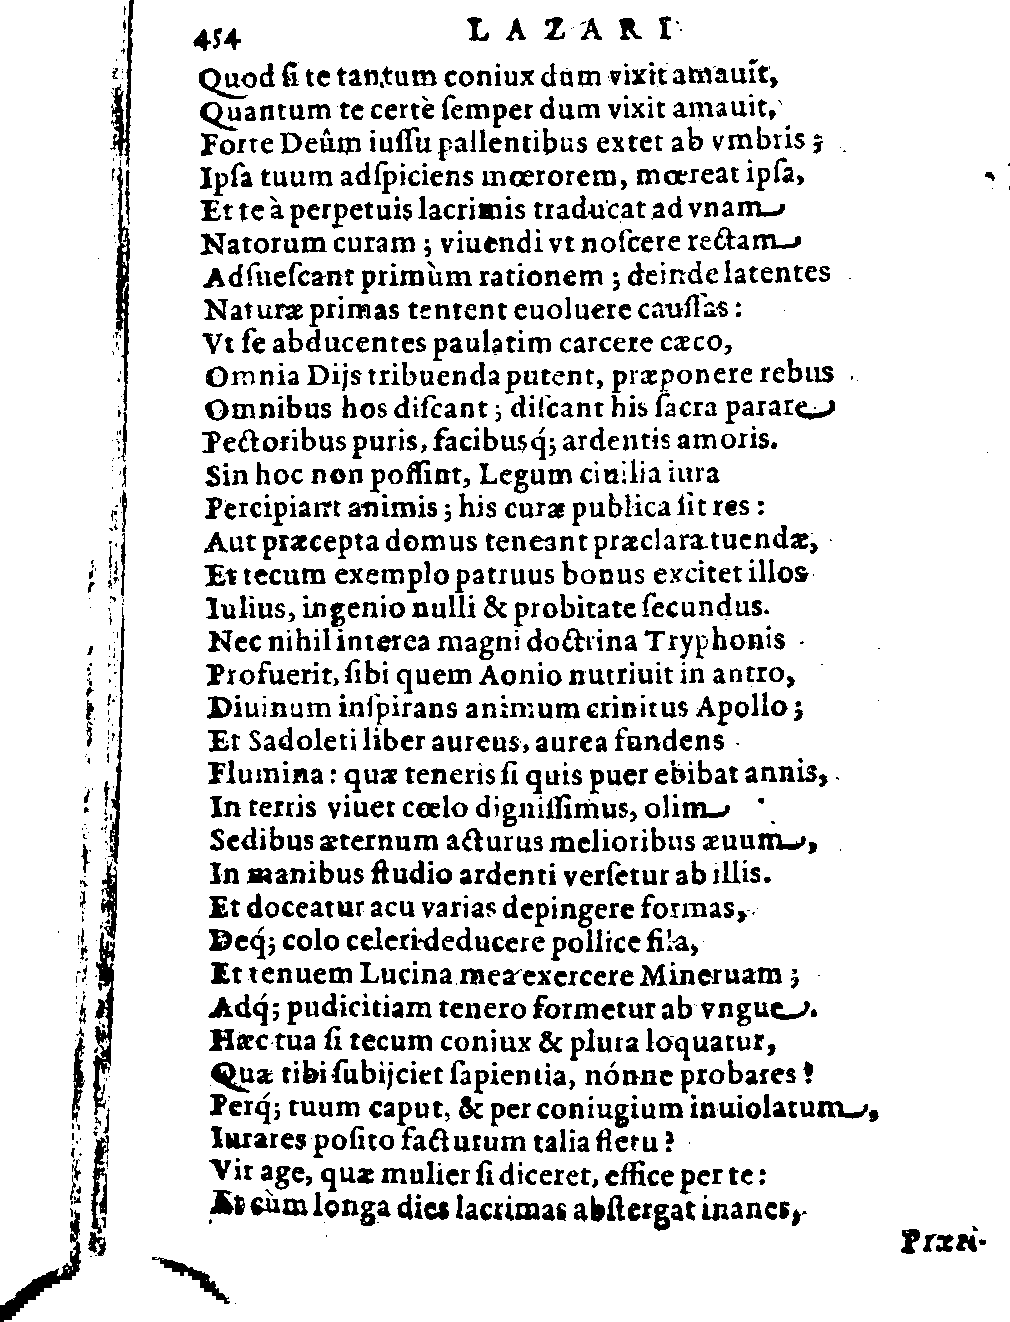 454 LAZARI
Quod ſi te tantum coniux dum vixit amauit,
Quantum te certè ſemper dum vixit amauit,
Forte Deûm iuſſu pallentibus extet ab vmbris;
Ipſa tuum adſpiciens mœrorem, mœreat ipſa,
Et te à perpetuis lacrimis traducat ad vnam
Natorum curam; viuendi vt noſcere rectam
Adſueſcant primùm rationem; deinde latentes
Naturæ primas tentent euoluere cauſſas:
Vt ſe abducentes paulatim carcere cæco,
Omnia Dijs tribuenda putent, præponere rebus
Omnibus hos diſcant; diſcant his ſacra parare
Pectoribus puris, facibusq́; ardentis amoris.
Sin hoc non poſſint, Legum ciuilia iura
Percipiant animis; his curæ publica ſit res:
Aut præcepta domus teneant præclara tuendæ,
Et tecum exemplo patruus bonus excitet illos
Iulius, ingenio nulli & probitate ſecundus.
Nec nihil interea magni doctrina Tryphonis
Profuerit, ſibi quem Aonio nutriuit in antro,
Diuinum inſpirans animum crinitus Apollo;
Et Sadoleti liber aureus, aurea fundens
Flumina: quæ teneris ſi quis puer ebibat annis,
In terris viuet cœlo digniſſimus, olim
Sedibus æternum acturus melioribus æuum,
In manibus ſtudio ardenti verſetur ab illis.
Et doceatur acu varias depingere formas,
Deq́; colo celeri deducere pollice fila,
Et tenuem Lucina mea exercere Mineruam;
Adq́; pudicitiam tenero formetur ab vngue.
Hæc tua ſi tecum coniux & plura loquatur,
Quæ tibi ſubijciet ſapientia, nónne probares?
Perq́; tuum caput, & per coniugium inuiolatum,
Iurares poſito facturum talia fletu?
Vir age, quæ mulier ſi diceret, effice per te:
At cùm longa dies lacrimas abſtergat inanes,
Præri-